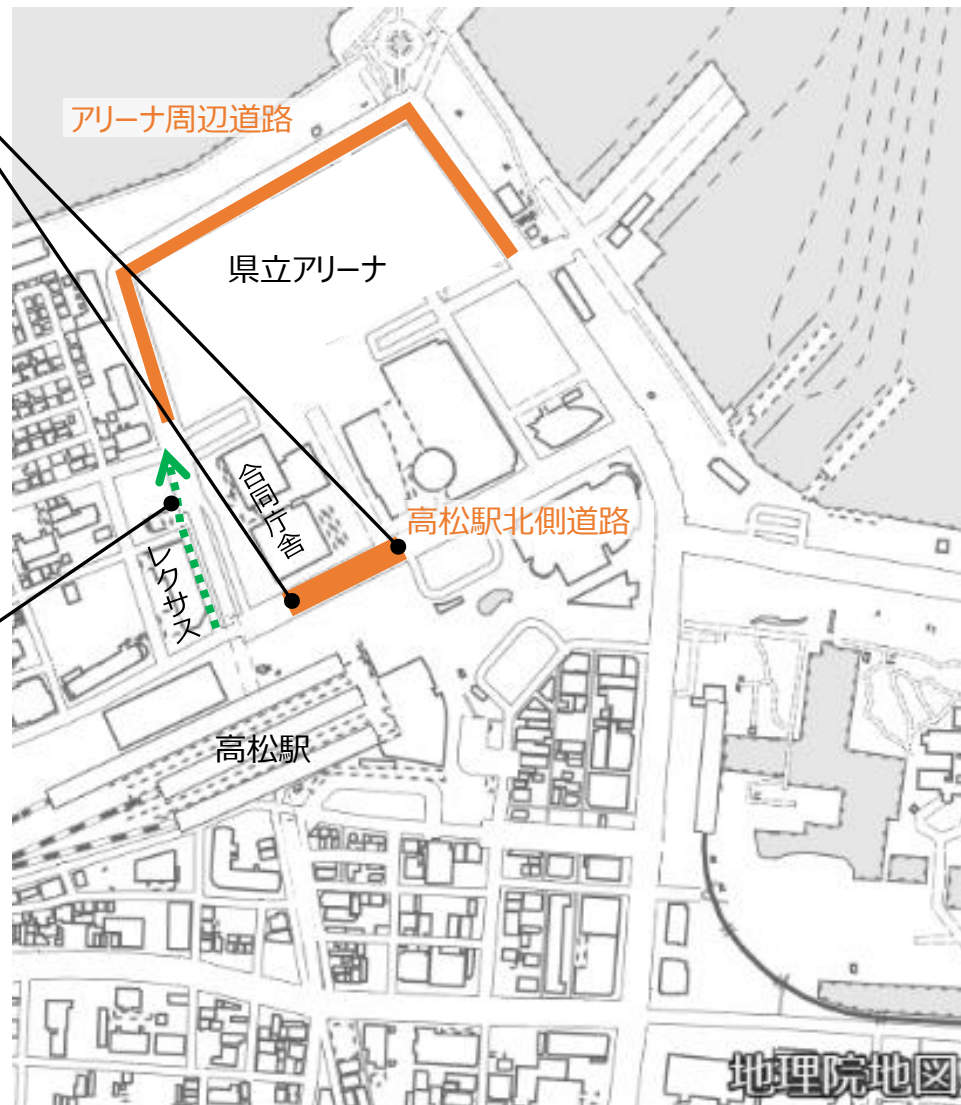 アリーナ周辺道路
県立アリーナ
合同庁舎
高松駅北側道路
レクサス
高松駅
地理院地図